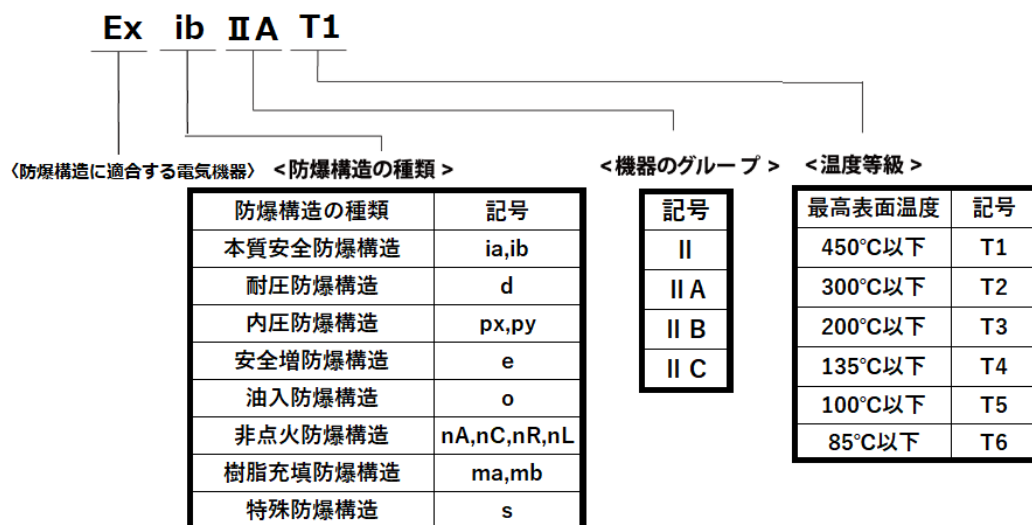 Ex ib ⅡA T1
〈防爆構造に適合する電気機器〉 <防爆構造の種類> <機器のグループ> <温度等級>
防爆構造の種類 記号
本質安全防爆構造 ia,ib
耐圧防爆構造 d
内圧防爆構造 px,py
安全増防爆構造 e
油入防爆構造 o
非点火防爆構造 nA,nC,nR,nL
樹脂充填防爆構造 ma,mb
特殊防爆構造 s
記号
Ⅱ
ⅡA
ⅡB
ⅡC
最高表面温度 記号
450℃以下 T1
300℃以下 T2
200℃以下 T3
135℃以下 T4
100℃以下 T5
85℃以下 T6